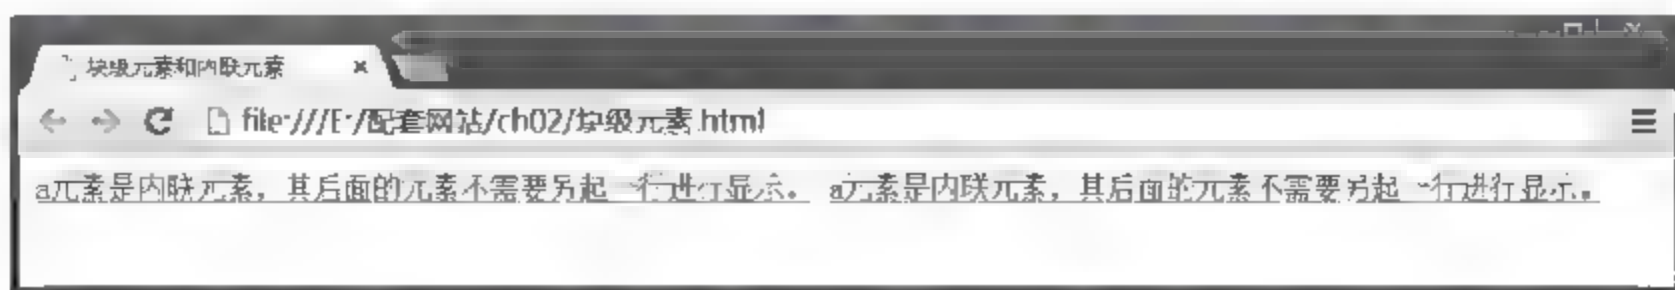 块级元素和内联元素
file:///E:/配套网站/ch02/块级元素.html
a元素是内联元素，其后面的元素不需要另起一行进行显示。 a元素是内联元素，其后面的元素不需要另起一行进行显示。